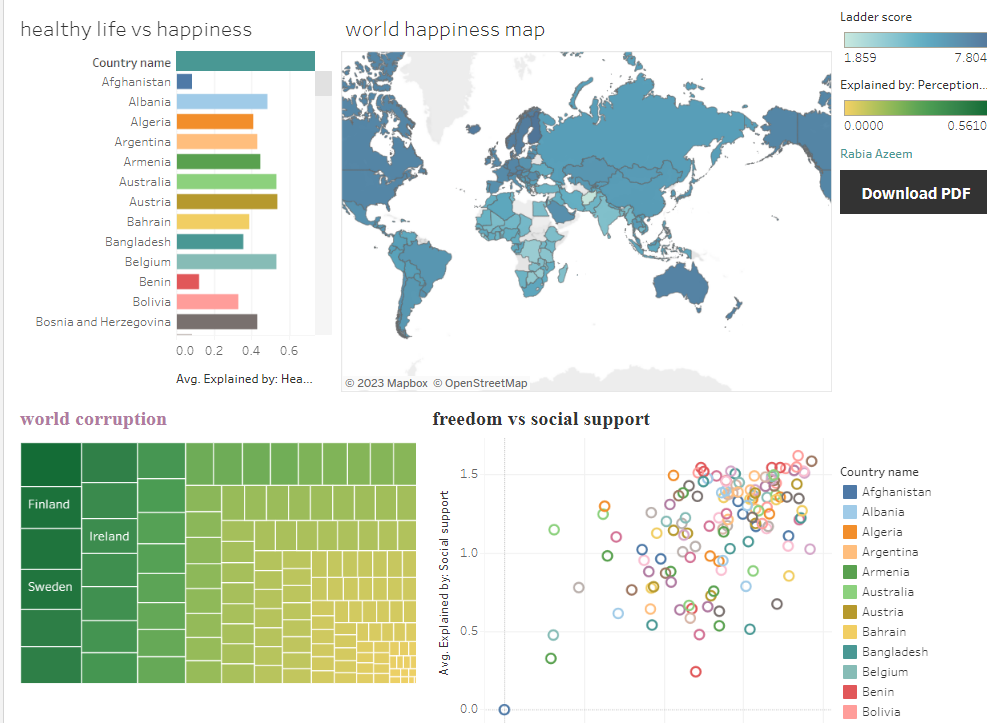 healthy life vs happiness
Country name
Afghanistan
Albania
Algeria
Argentina
Armenia
Australia
Austria
Bahrain
Bangladesh
Belgium
Benin
Bolivia
Bosnia and Herzegovina
0.0 0.2 0.4 0.6
Avg. Explained by: Hea...
world happiness map
© 2023 Mapbox © OpenStreetMap
Ladder score
1.859 7.804
Explained by: Perception...
0.0000 0.5610
Rabia Azeem
Download PDF
world corruption
Finland
Ireland
Sweden
freedom vs social support
Avg. Explained by: Social support
1.5
1.0
0.5
0.0
Country name
Afghanistan
Albania
Algeria
Argentina
Armenia
Australia
Austria
Bahrain
Bangladesh
Belgium
Benin
Bolivia